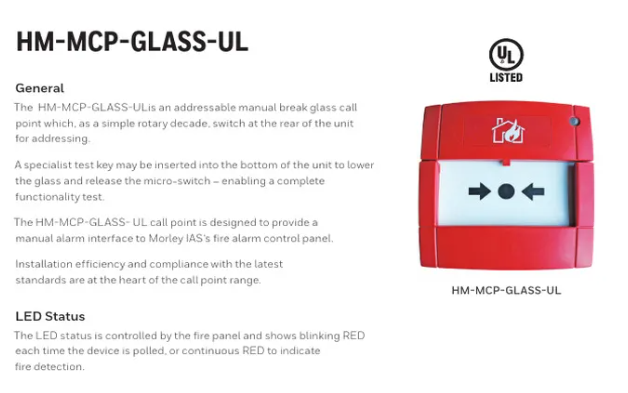 HM-MCP-GLASS-UL
General
The HM-MCP-GLASS-ULis an addressable manual break glass call
point which, as a simple rotary decade, switch at the rear of the unit
for addressing.
A specialist test key may be inserted into the bottom of the unit to lower
the glass and release the micro-switch – enabling a complete
functionality test.
The HM-MCP-GLASS- UL call point is designed to provide a
manual alarm interface to Morley IAS's fire alarm control panel.
Installation efficiency and compliance with the latest
standards are at the heart of the call point range.
LED Status
The LED status is controlled by the fire panel and shows blinking RED
each time the device is polled, or continuous RED to indicate
fire detection.
UL
LISTED
HM-MCP-GLASS-UL